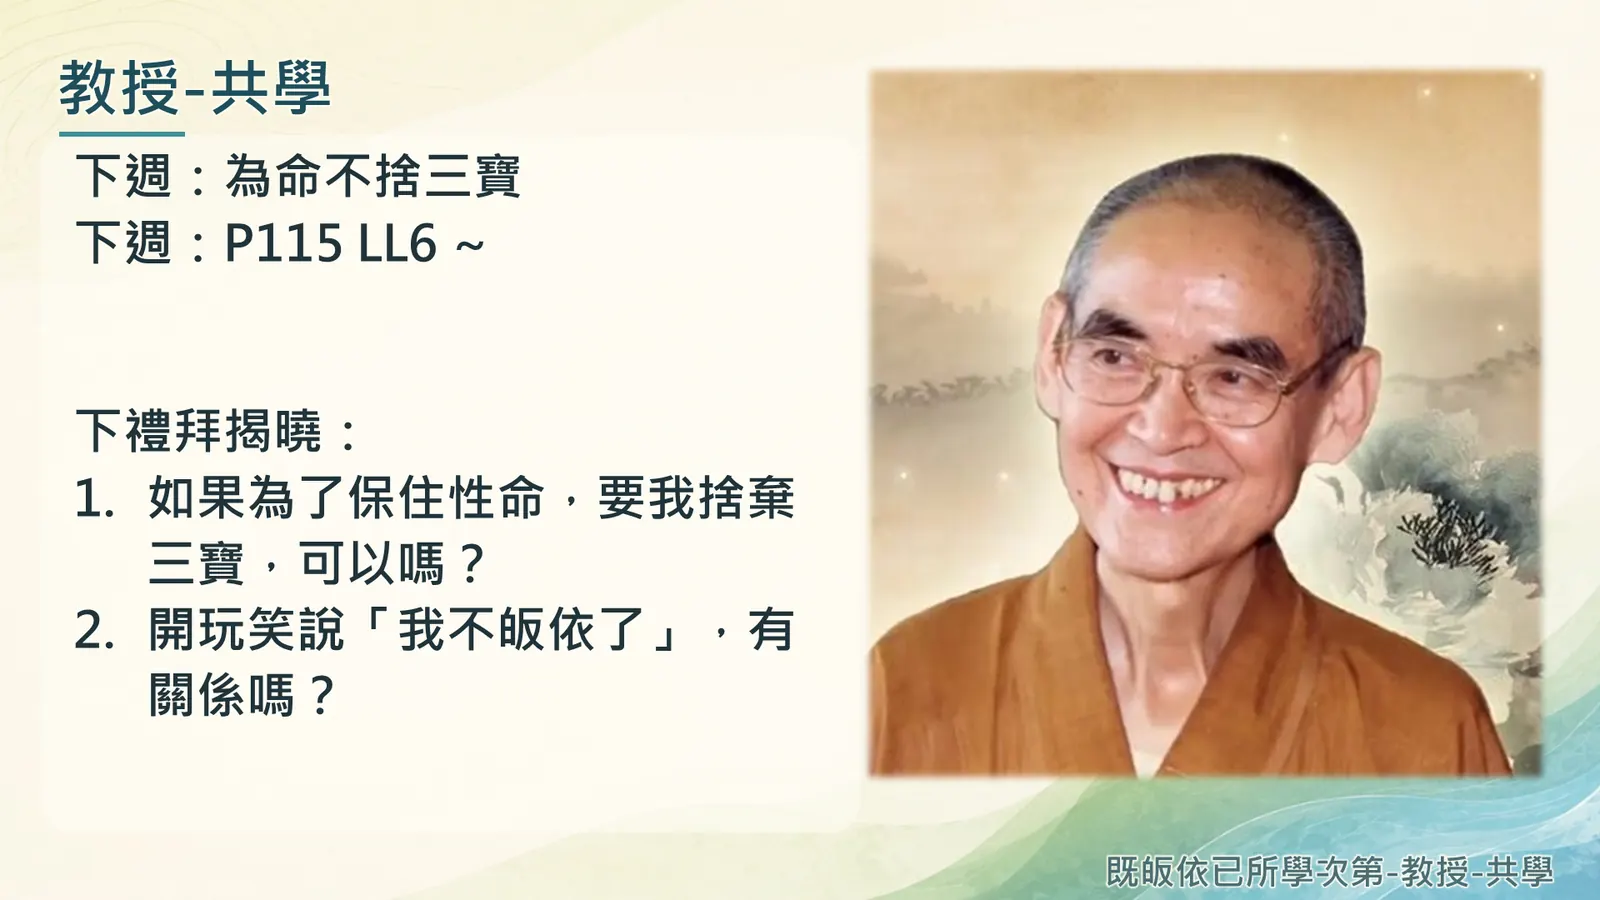 教授-共學
下週：為命不捨三寶
下週：P115 LL6 ~
下禮拜揭曉：
1. 如果為了保住性命，要我捨棄
三寶，可以嗎？
2. 開玩笑說「我不皈依了」，有
關係嗎？
既皈依已所學次第-教授-共學